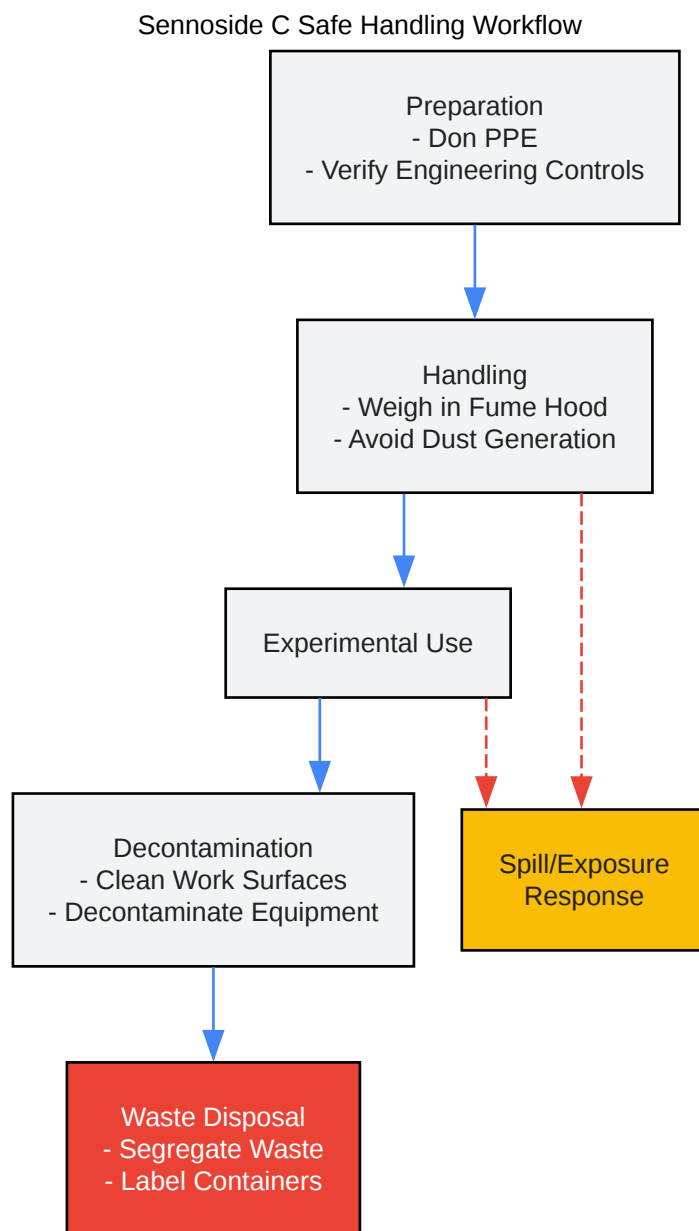 Sennoside C Safe Handling Workflow
Preparation
- Don PPE
- Verify Engineering Controls
Handling
- Weigh in Fume Hood
- Avoid Dust Generation
Experimental Use
Decontamination
- Clean Work Surfaces
- Decontaminate Equipment
Spill/Exposure
Response
Waste Disposal
- Segregate Waste
- Label Containers